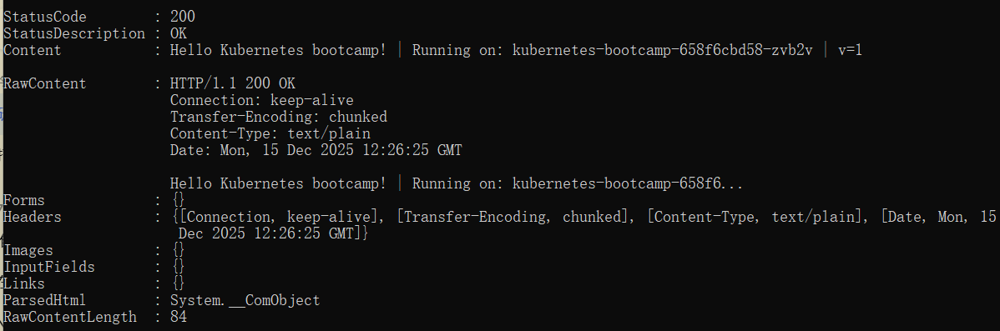 StatusCode        : 200
StatusDescription : OK
Content           : Hello Kubernetes bootcamp! | Running on: kubernetes-bootcamp-658f6cbd58-zvb2v | v=1
RawContent        : HTTP/1.1 200 OK
                    Connection: keep-alive
                    Transfer-Encoding: chunked
                    Content-Type: text/plain
                    Date: Mon, 15 Dec 2025 12:26:25 GMT
                    Hello Kubernetes bootcamp! | Running on: kubernetes-bootcamp-658f6...
Forms             : {}
Headers           : {[Connection, keep-alive], [Transfer-Encoding, chunked], [Content-Type, text/plain], [Date, Mon, 15
                     Dec 2025 12:26:25 GMT]}
Images            : {}
InputFields       : {}
Links             : {}
ParsedHtml        : System.__ComObject
RawContentLength  : 84